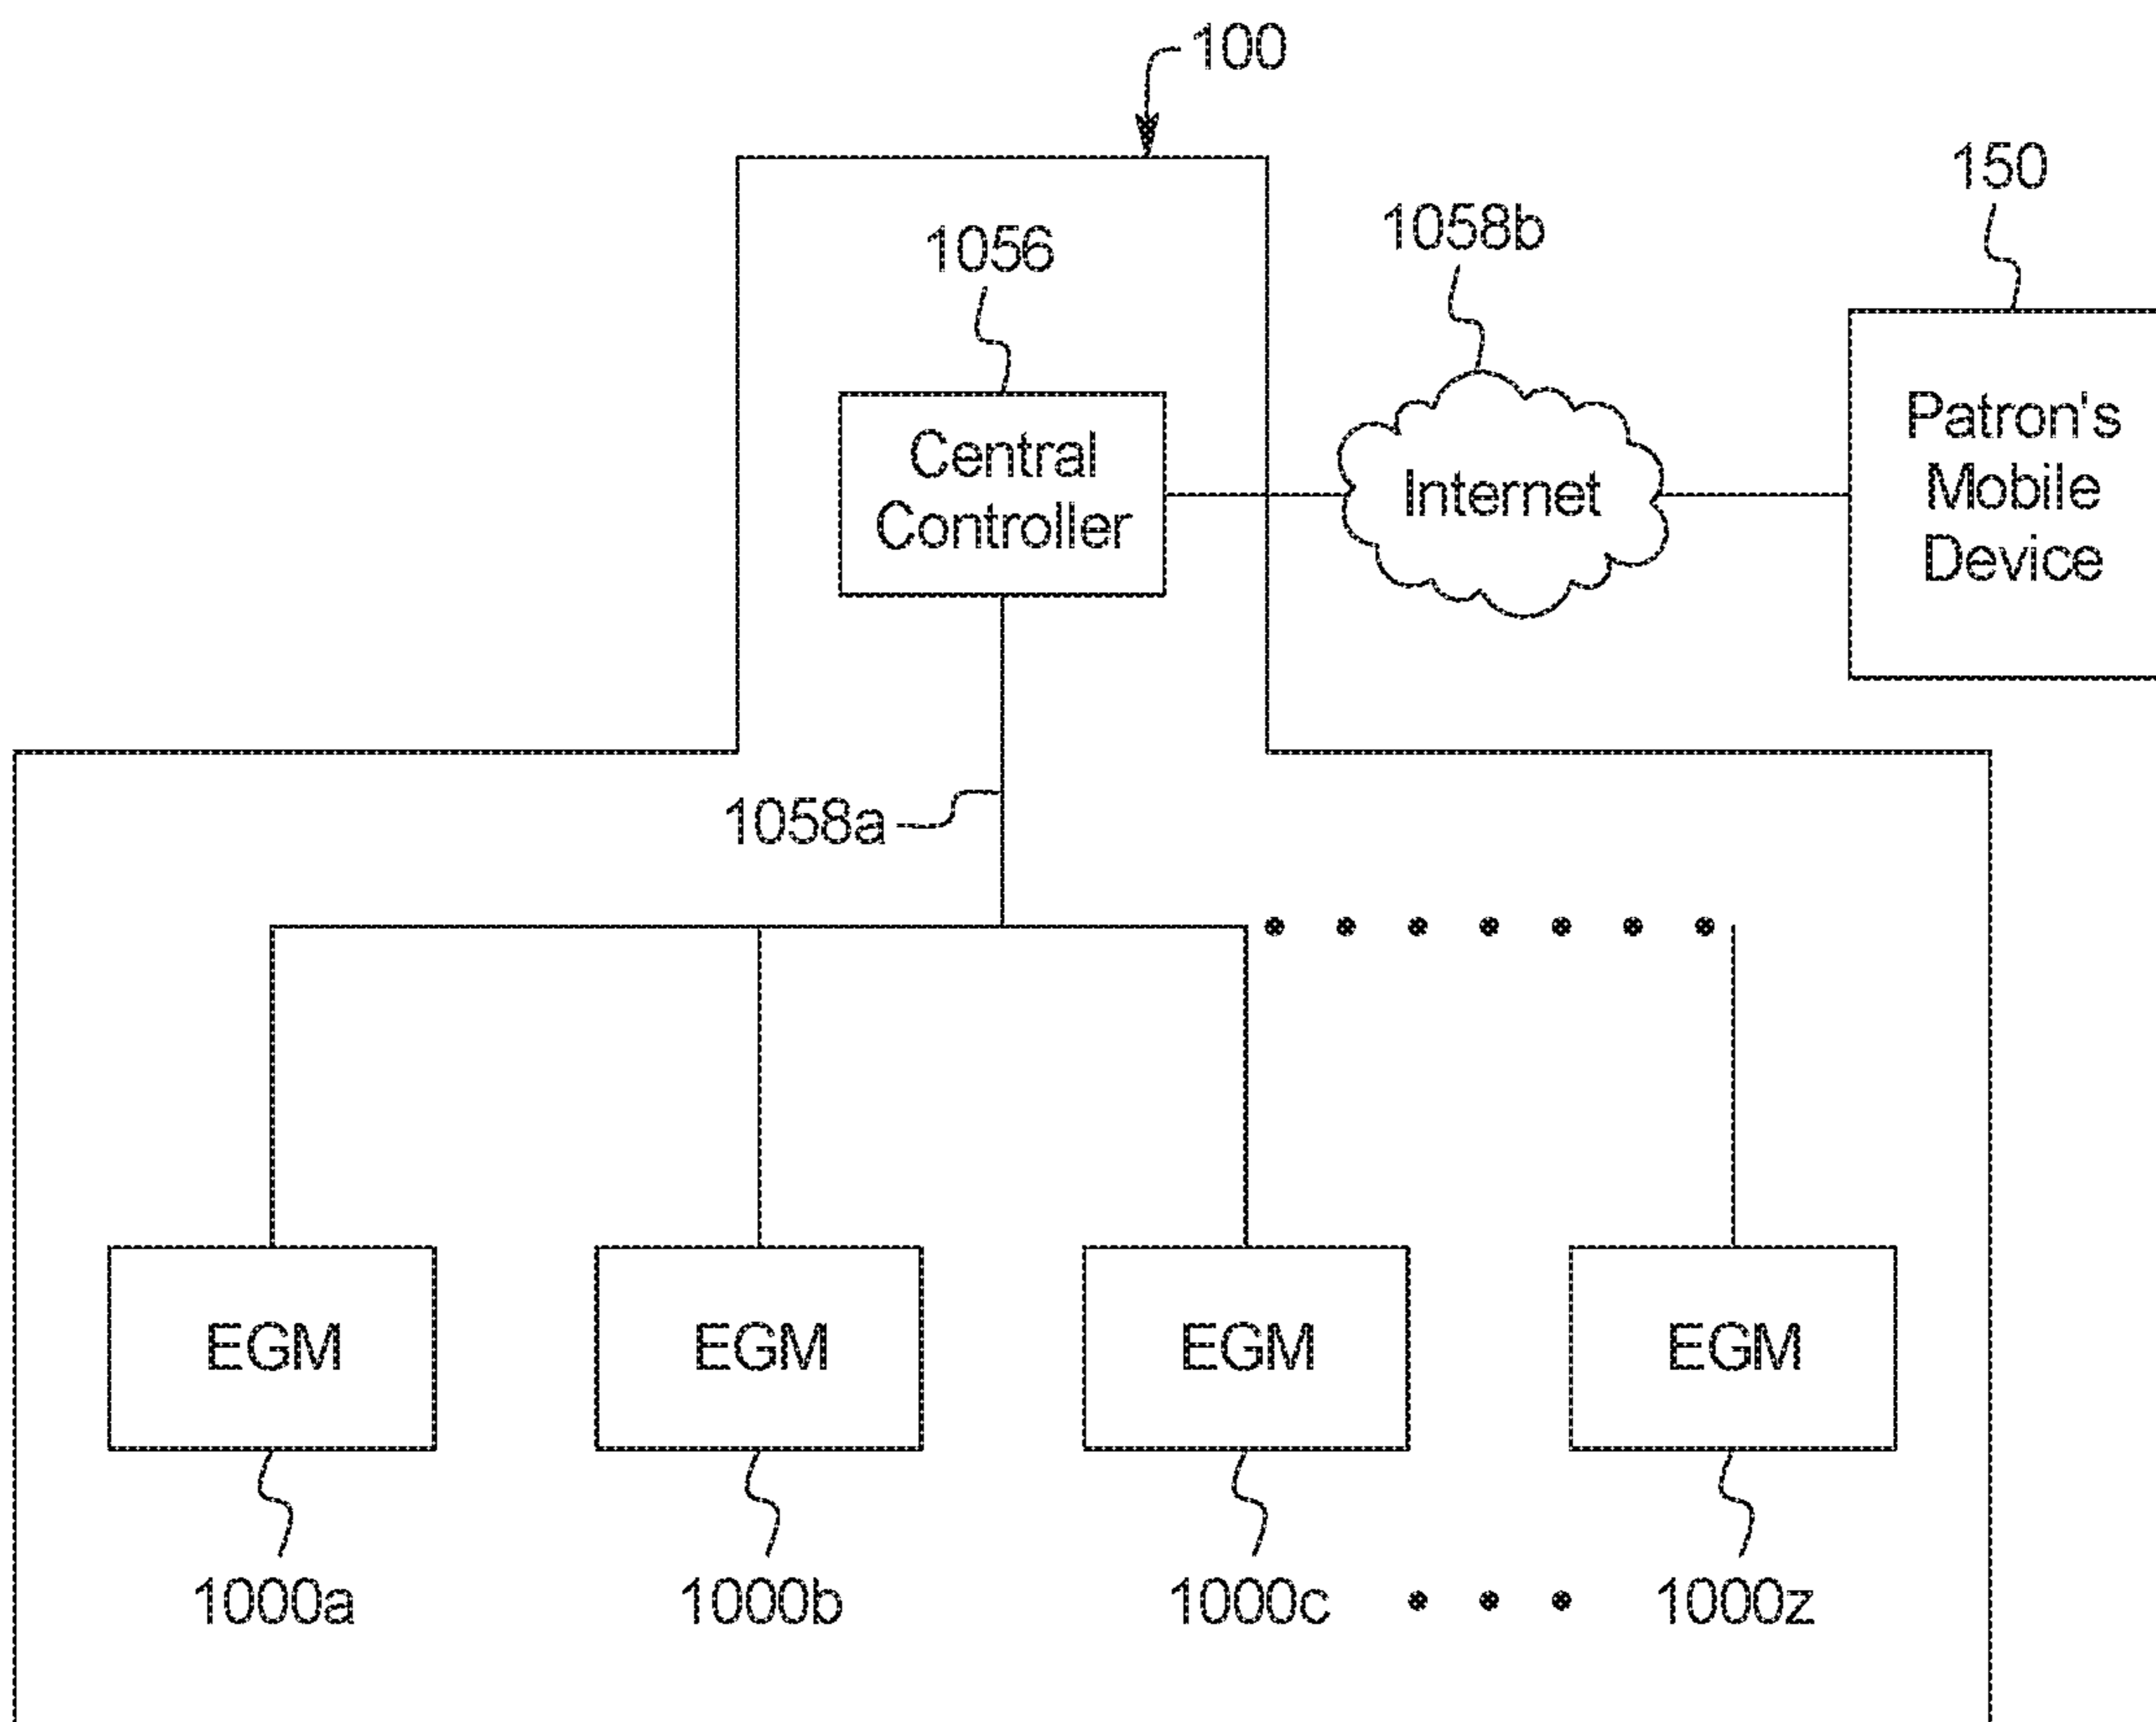 100
150
1056
1058b
Central
Controller
Internet
Patron's
Mobile
Device
1058a
EGM
EGM
EGM
EGM
1000a
1000b
1000c
1000z